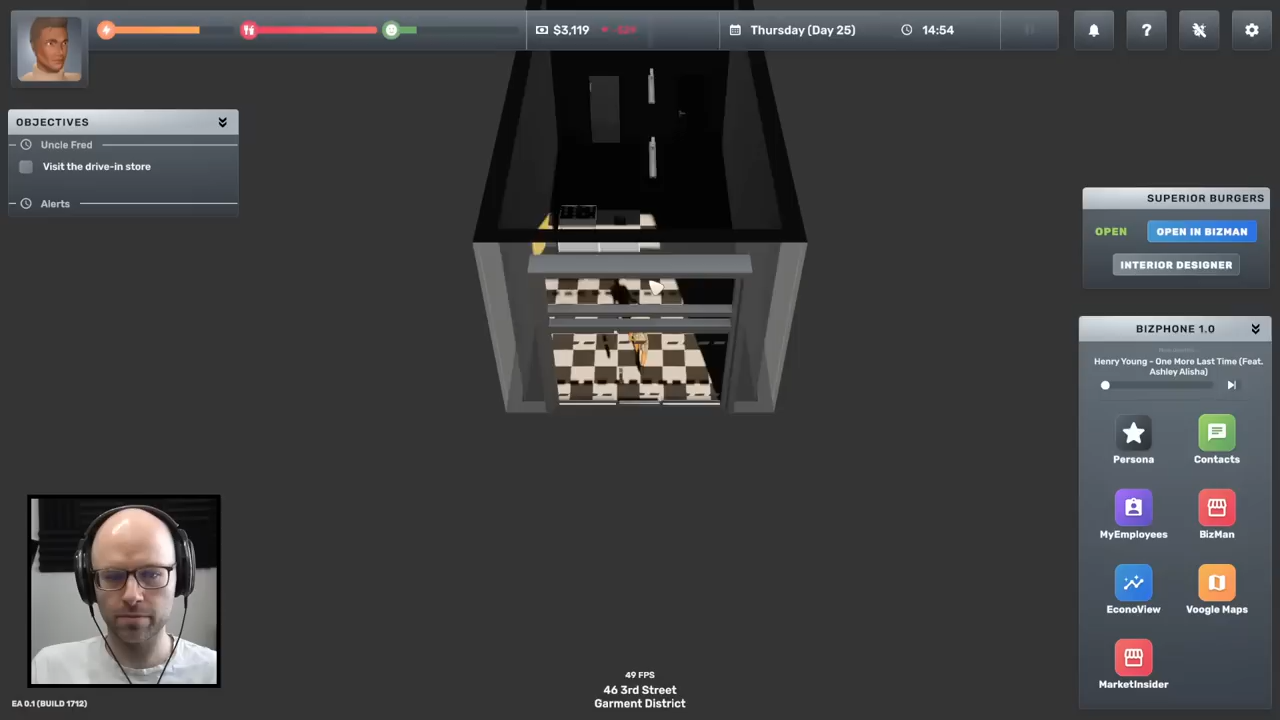 $3,119
Thursday (Day 25)
14:54
OBJECTIVES
Uncle Fred
Visit the drive-in store
Alerts
SUPERIOR BURGERS
OPEN
OPEN IN BIZMAN
INTERIOR DESIGNER
BIZPHONE 1.0
Henry Young - One More Last Time (Feat.
Ashley Alisha)
Persona
Contacts
MyEmployees
BizMan
EconoView
Voogle Maps
MarketInsider
49 FPS
46 3rd Street
Garment District
EA 0.1 (BUILD 1712)